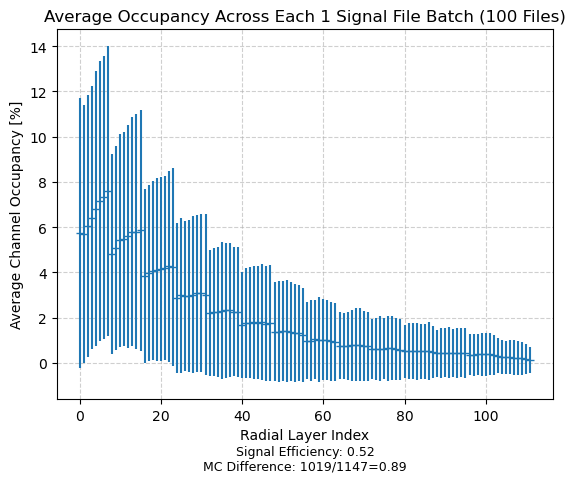 Average Occupancy Across Each 1 Signal File Batch (100 Files)
Average Channel Occupancy [%]
14
12
10
8
6
4
2
0
0 20 40 60 80 100
Radial Layer Index
Signal Efficiency: 0.52
MC Difference: 1019/1147=0.89